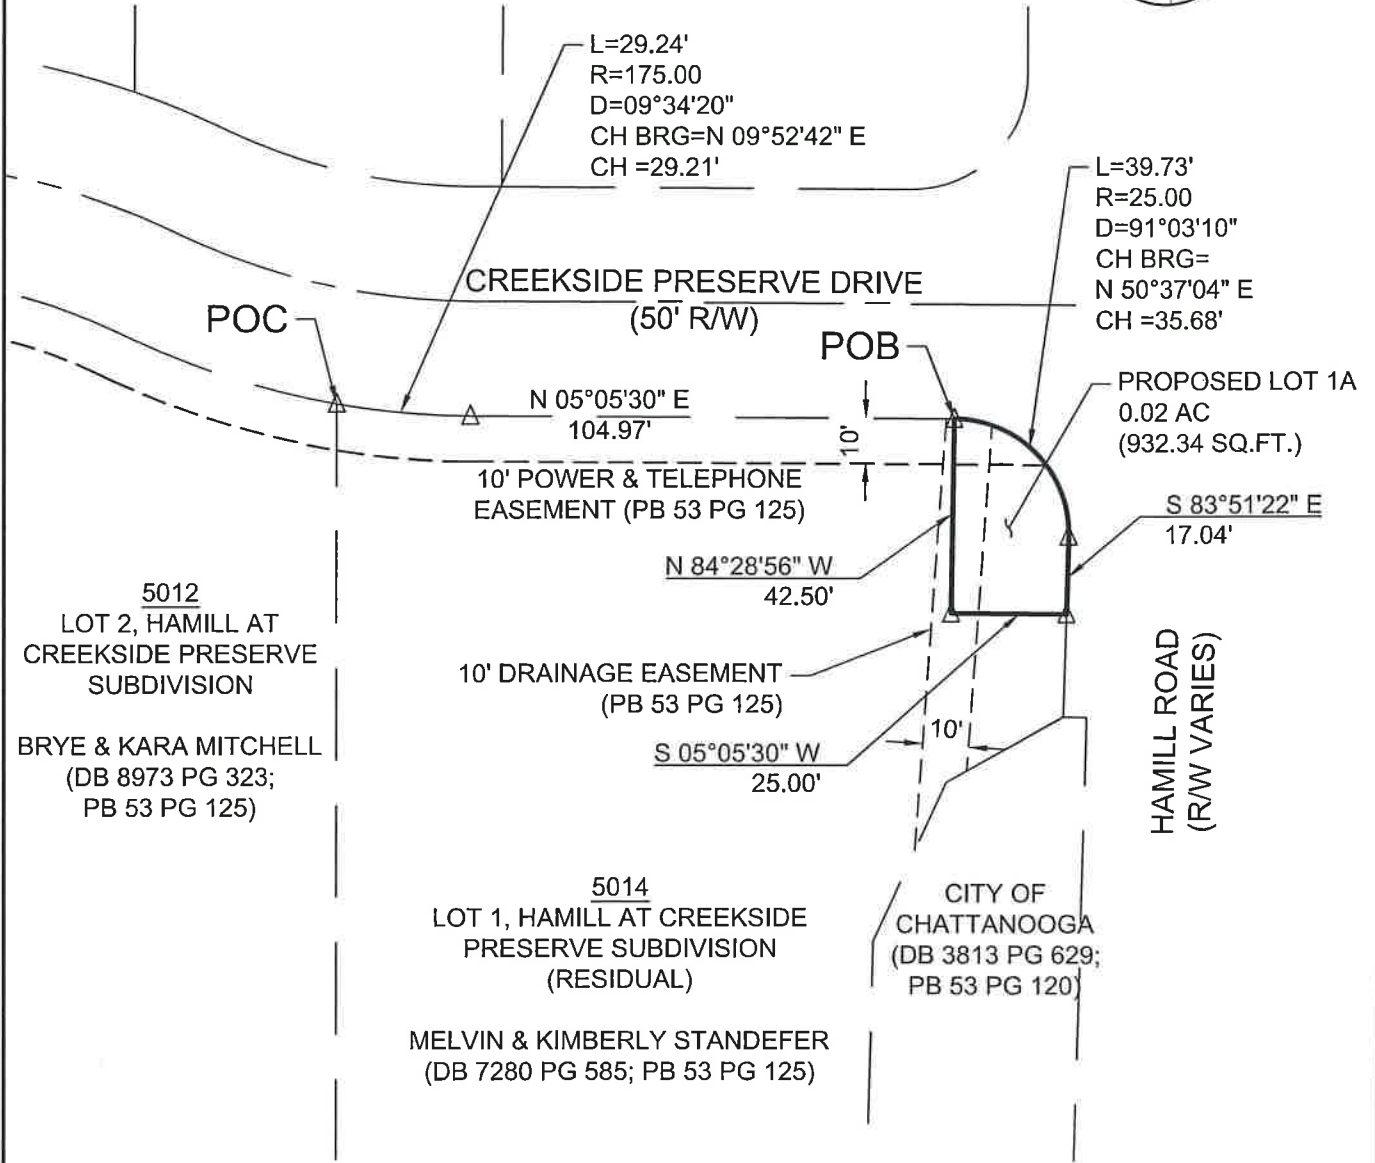 L=29.24'
R=175.00
D=09°34'20"
CH BRG=N 09°52'42" E
CH =29.21'
L=39.73'
R=25.00
D=91°03'10"
CH BRG=
N 50°37'04" E
CH =35.68'
CREEKSIDE PRESERVE DRIVE
(50' R/W)
POC
POB
PROPOSED LOT 1A
0.02 AC
(932.34 SQ.FT.)
N 05°05'30" E
104.97'
10'
10' POWER & TELEPHONE
EASEMENT (PB 53 PG 125)
S 83°51'22" E
17.04'
N 84°28'56" W
42.50'
5012
LOT 2, HAMILL AT
CREEKSIDE PRESERVE
SUBDIVISION
BRYE & KARA MITCHELL
(DB 8973 PG 323;
PB 53 PG 125)
10' DRAINAGE EASEMENT
(PB 53 PG 125)
10'
S 05°05'30" W
25.00'
HAMILL ROAD
(R/W VARIES)
5014
LOT 1, HAMILL AT CREEKSIDE
PRESERVE SUBDIVISION
(RESIDUAL)
MELVIN & KIMBERLY STANDEFER
(DB 7280 PG 585; PB 53 PG 125)
CITY OF
CHATTANOOGA
(DB 3813 PG 629;
PB 53 PG 120)